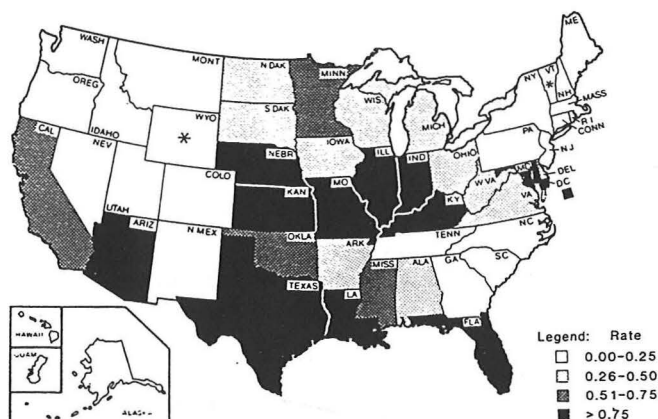 WASH
MONT
N DAK
MINN
ME
OREG
IDAHO
WYO
*
S DAK
WIS
MICH
NY
VT
*
NH
MASS
R I
CONN
CAL
NEV
UTAH
COLO
NEBR
IOWA
ILL
IND
OHIO
PA
NJ
DEL
DC
KAN
MO
KY
W VA
VA
ARIZ
N MEX
OKLA
ARK
TENN
NC
SC
TEXAS
LA
MISS
ALA
GA
FLA
HAWAII
GUAM
Legend: Rate
0.00-0.25
0.26-0.50
0.51-0.75
> 0.75